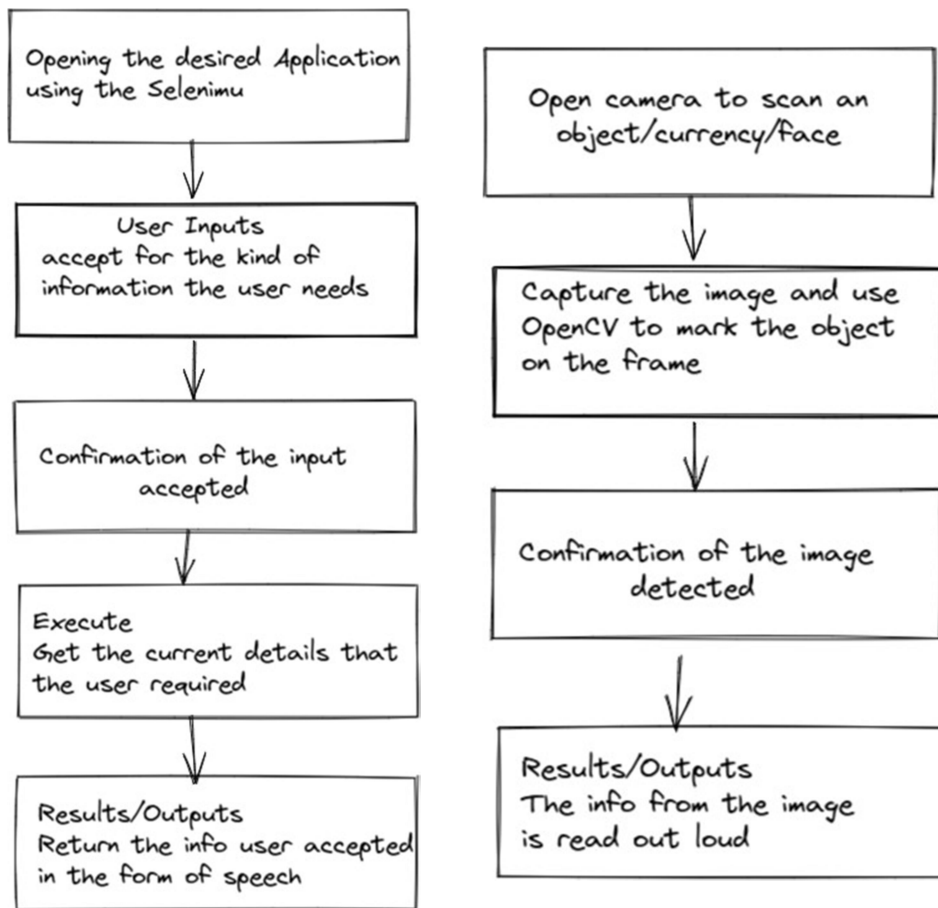 Opening the desired Application
using the Selenimu
User Inputs
accept for the kind of
information the user needs
Confirmation of the input
accepted
Execute
Get the current details that
the user required
Results/Outputs
Return the info user accepted
in the form of speech
Open camera to scan an
object/currency/face
Capture the image and use
OpenCV to mark the object
on the frame
Confirmation of the image
detected
Results/Outputs
The info from the image
is read out loud